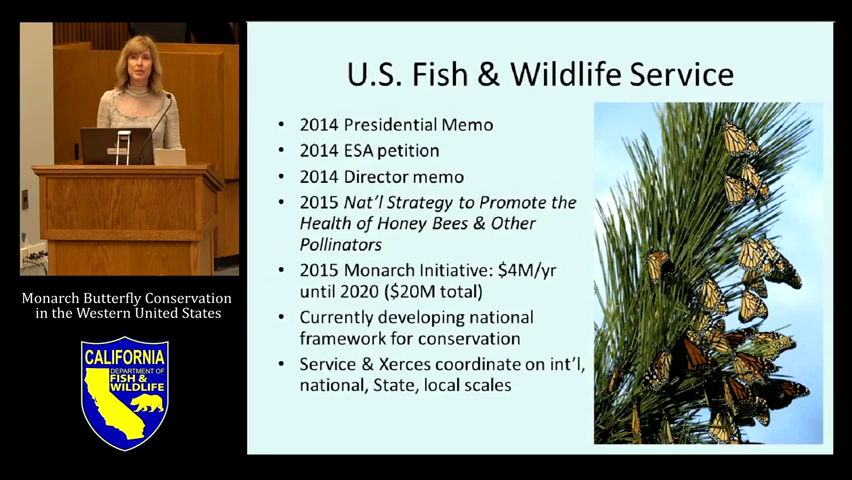 U.S. Fish & Wildlife Service
• 2014 Presidential Memo
• 2014 ESA petition
• 2014 Director memo
• 2015 Nat’l Strategy to Promote the
Health of Honey Bees & Other
Pollinators
• 2015 Monarch Initiative: $4M/yr
until 2020 ($20M total)
• Currently developing national
framework for conservation
• Service & Xerces coordinate on int’l,
national, State, local scales
Monarch Butterfly Conservation
in the Western United States
CALIFORNIA
DEPARTMENT OF
FISH &
WILDLIFE